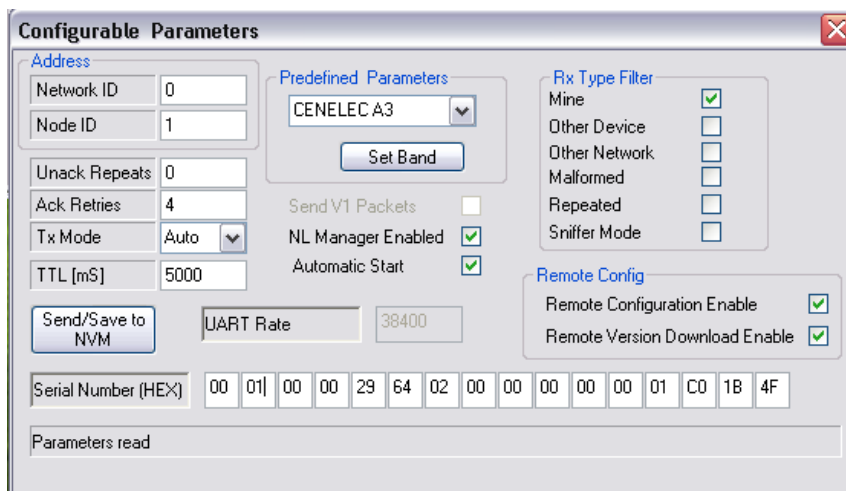 Configurable Parameters
Address
Network ID 0
Node ID 1
Predefined Parameters
CENELEC A3
Set Band
Rx Type Filter
Mine
Other Device
Other Network
Malformed
Repeated
Sniffer Mode
Unack Repeats 0
Ack Retries 4
Tx Mode Auto
TTL [mS] 5000
Send V1 Packets
NL Manager Enabled
Automatic Start
Remote Config
Remote Configuration Enable
Remote Version Download Enable
Send/Save to
NVM
UART Rate 38400
Serial Number (HEX) 00 01 00 00 29 64 02 00 00 00 00 00 01 C0 1B 4F
Parameters read